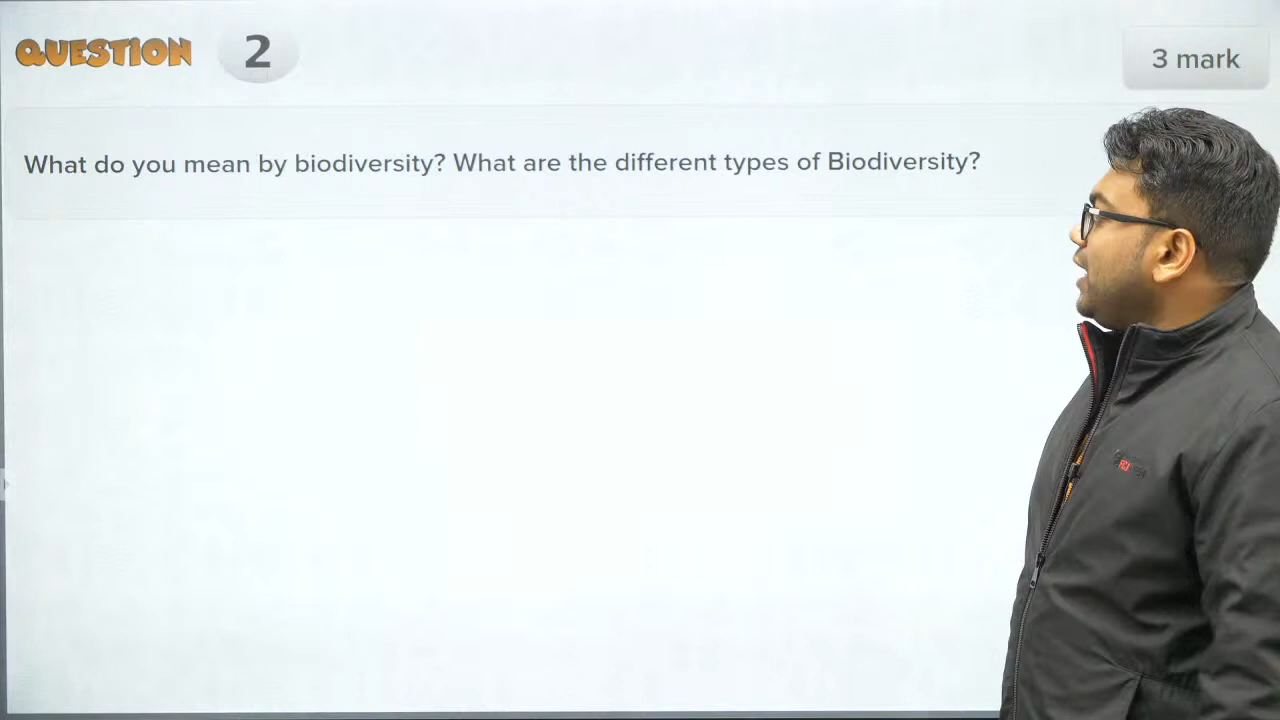 QUESTION 2
3 mark
What do you mean by biodiversity? What are the different types of Biodiversity?